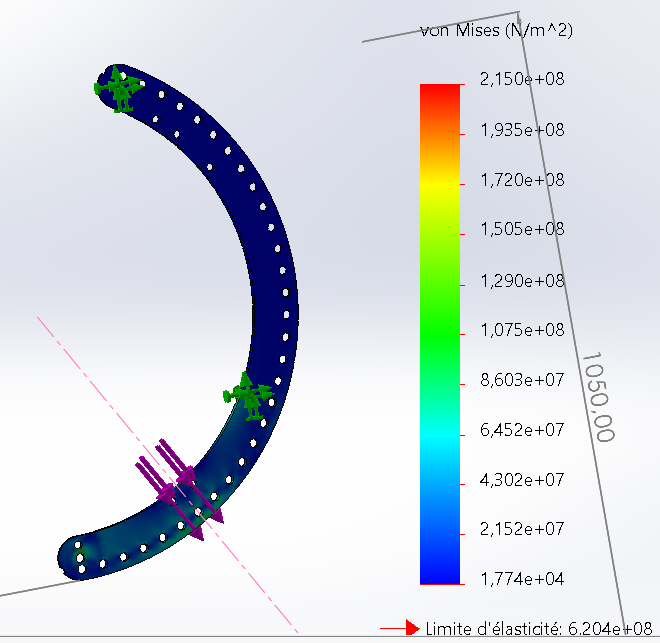 von Mises (N/m^2)
2,150e+08
1,935e+08
1,720e+08
1,505e+08
1,290e+08
1,075e+08
8,603e+07
6,452e+07
4,302e+07
2,152e+07
1,774e+04
1050,00
Limite d'élasticité: 6.204e+08